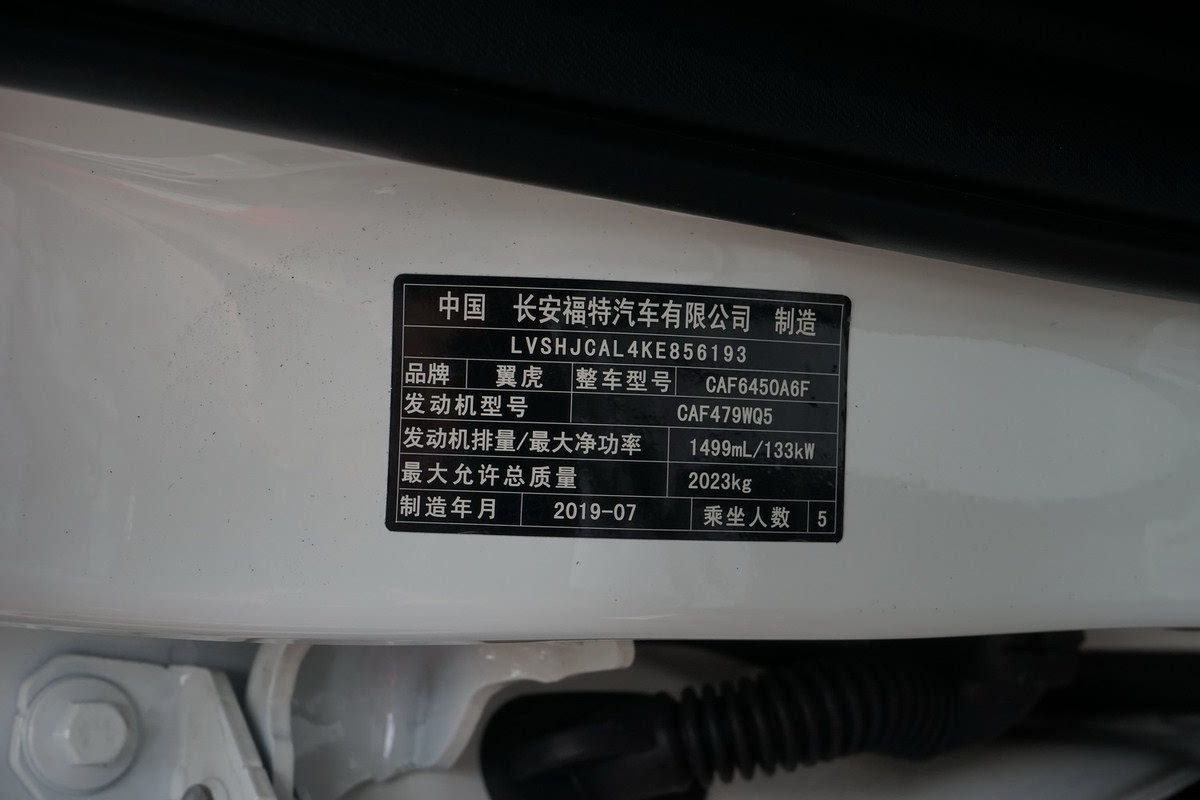 中国 长安福特汽车有限公司 制造
LVSHJCAL4KE856193
品牌 翼虎 整车型号 CAF6450A6F
发动机型号 CAF479WQ5
发动机排量/最大净功率 1499mL/133kW
最大允许总质量 2023kg
制造年月 2019-07 乘坐人数 5